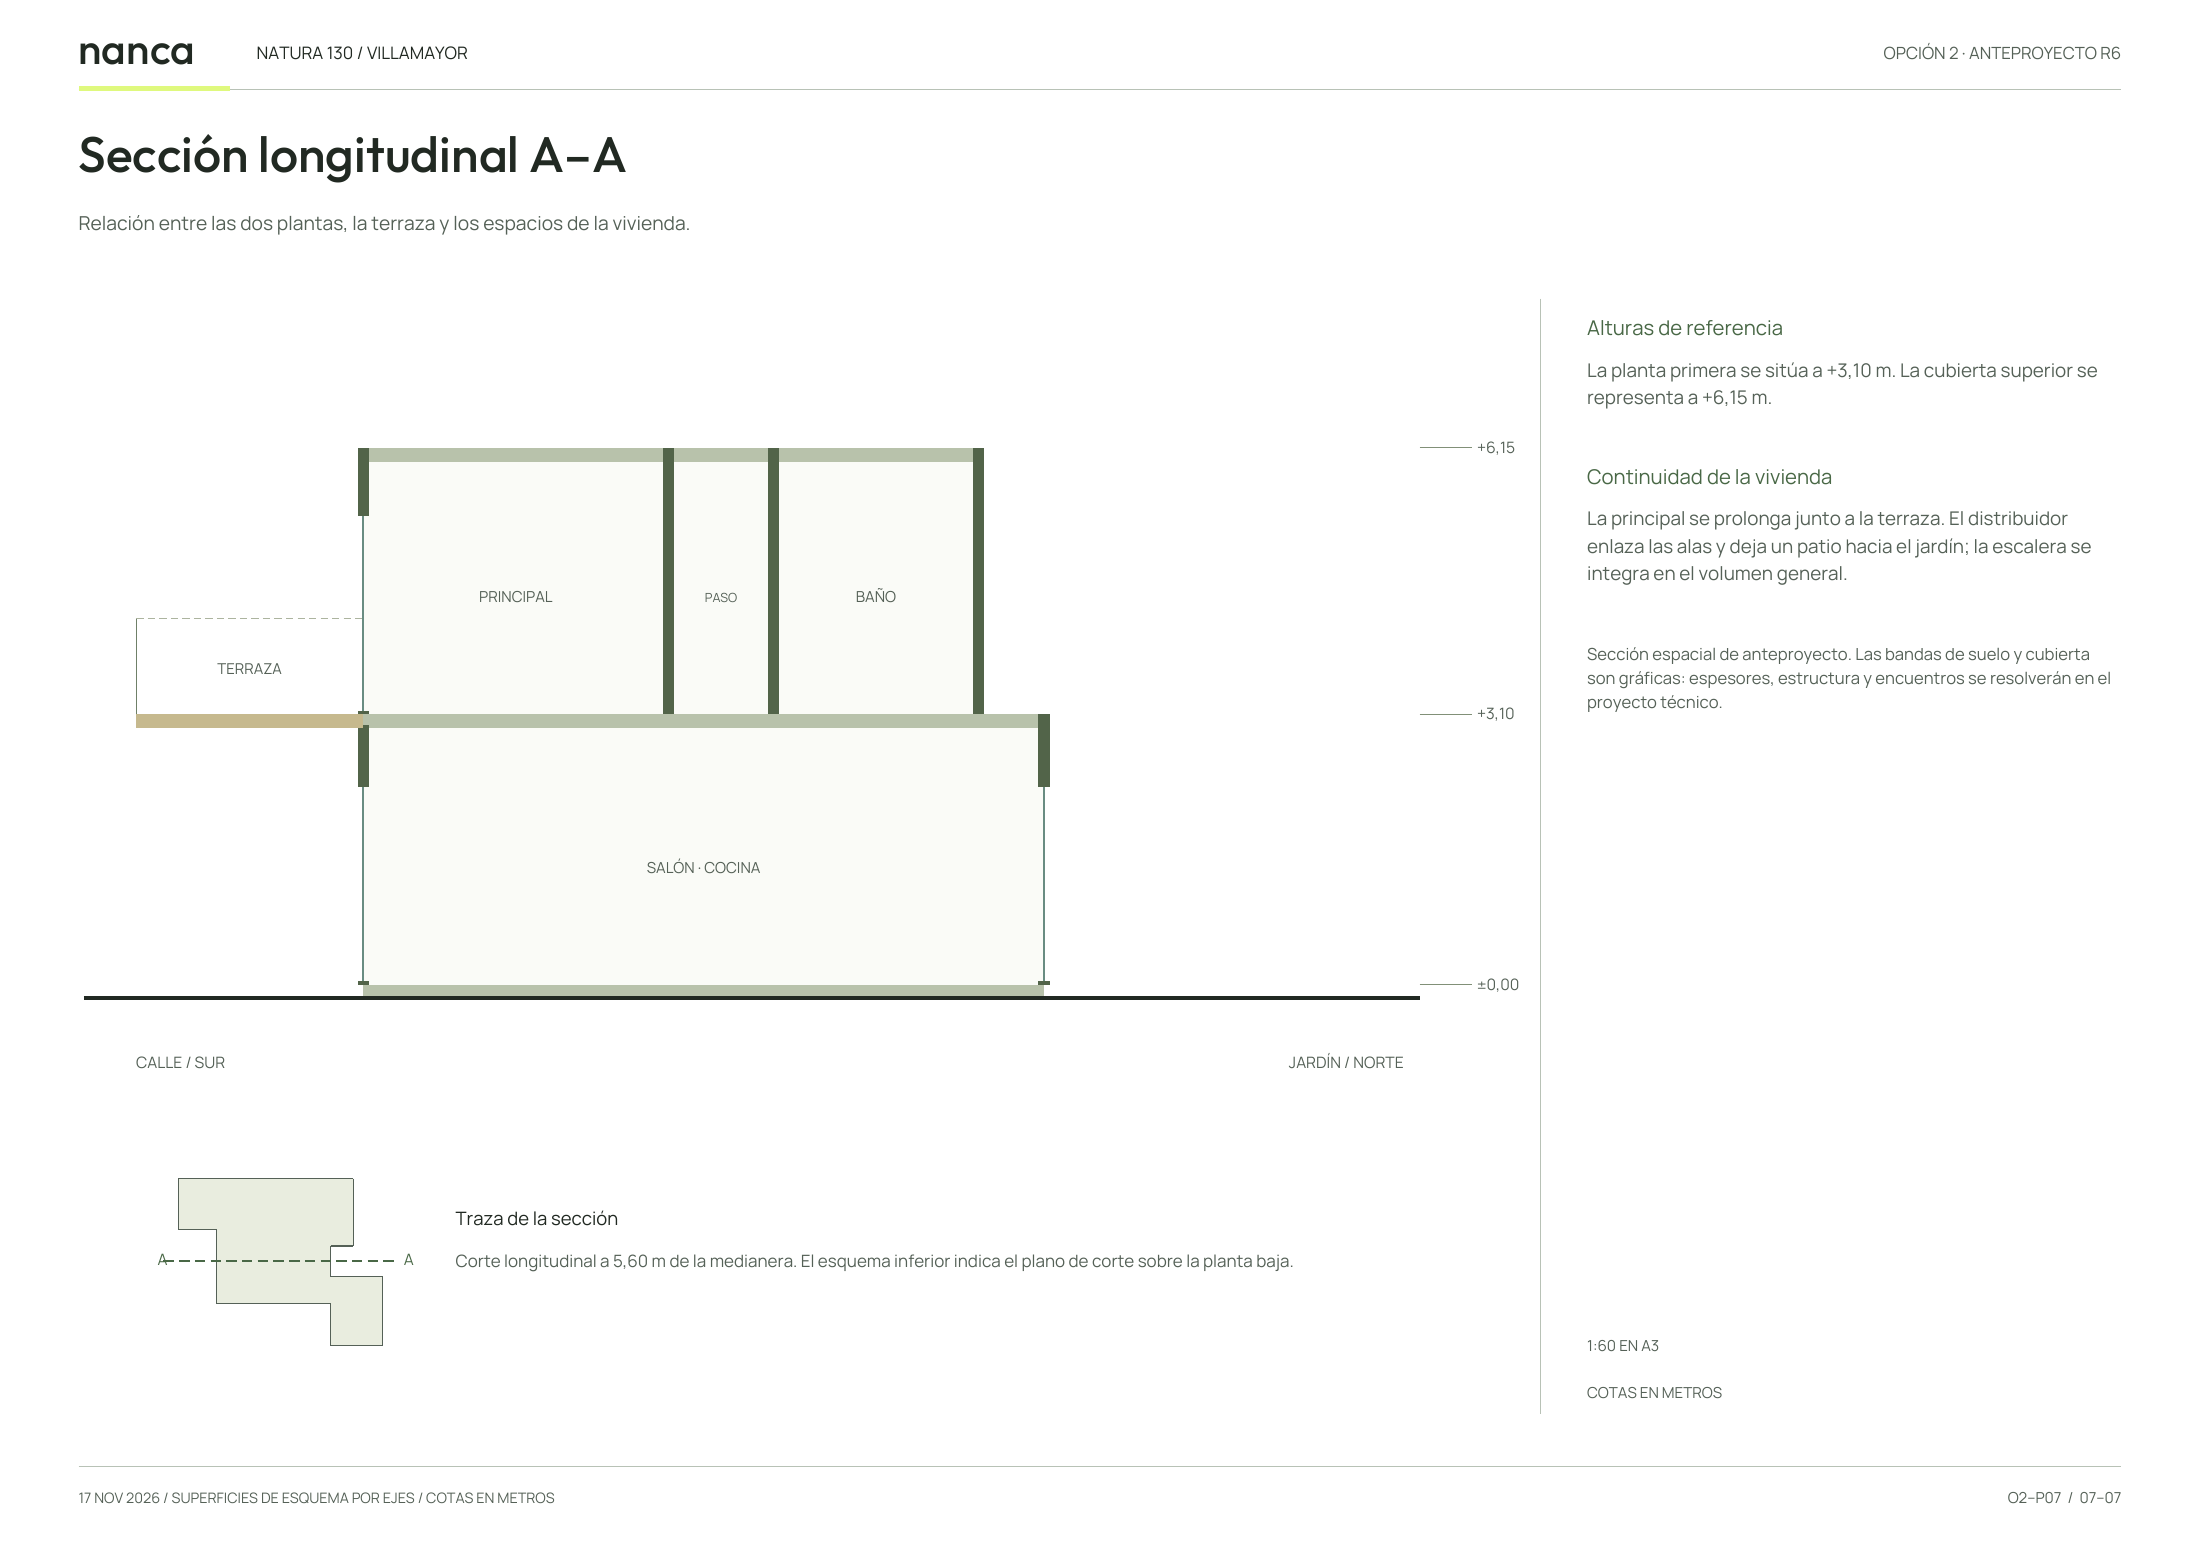 nanca
NATURA 130 / VILLAMAYOR
OPCIÓN 2 · ANTEPROYECTO R6
Sección longitudinal A–A
Relación entre las dos plantas, la terraza y los espacios de la vivienda.
Alturas de referencia
La planta primera se sitúa a +3,10 m. La cubierta superior se
representa a +6,15 m.
+6,15
Continuidad de la vivienda
La principal se prolonga junto a la terraza. El distribuidor
enlaza las alas y deja un patio hacia el jardín; la escalera se
integra en el volumen general.
PRINCIPAL
PASO
BAÑO
TERRAZA
Sección espacial de anteproyecto. Las bandas de suelo y cubierta
son gráficas: espesores, estructura y encuentros se resolverán en el
proyecto técnico.
+3,10
SALÓN · COCINA
±0,00
CALLE / SUR
JARDÍN / NORTE
Traza de la sección
A
A
Corte longitudinal a 5,60 m de la medianera. El esquema inferior indica el plano de corte sobre la planta baja.
1:60 EN A3
COTAS EN METROS
17 NOV 2026 / SUPERFICIES DE ESQUEMA POR EJES / COTAS EN METROS
O2–P07 / 07–07